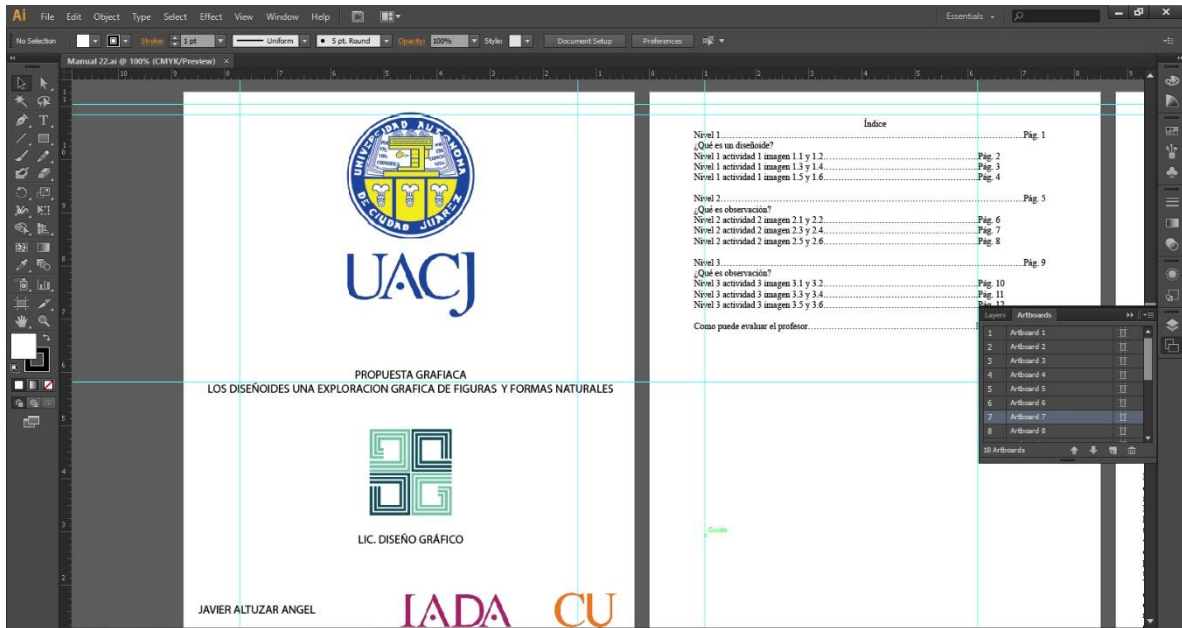 Ai File Edit Object Type Select Effect View Window Help Essentials
No Selection Stroke: 1 pt Uniform 5 pt. Round Opacity: 100% Style: Document Setup Preferences
Manual 22.ai @ 100% (CMYK/Preview) ×
UNIVERSIDAD AUTONOMA
DE CIUDAD JUAREZ
UACJ
PROPUESTA GRAFIACA
LOS DISEÑOIDES UNA EXPLORACION GRAFICA DE FIGURAS Y FORMAS NATURALES
LIC. DISEÑO GRÁFICO
JAVIER ALTUZAR ANGEL IADA CU
Índice
Nivel 1 Pág. 1
¿Qué es un diseñoide?
Nivel 1 actividad 1 imagen 1.1 y 1.2 Pág. 2
Nivel 1 actividad 1 imagen 1.3 y 1.4 Pág. 3
Nivel 1 actividad 1 imagen 1.5 y 1.6 Pág. 4
Nivel 2 Pág. 5
¿Qué es observación?
Nivel 2 actividad 2 imagen 2.1 y 2.2 Pág. 6
Nivel 2 actividad 2 imagen 2.3 y 2.4 Pág. 7
Nivel 2 actividad 2 imagen 2.5 y 2.6 Pág. 8
Nivel 3 Pág. 9
¿Qué es observación?
Nivel 3 actividad 3 imagen 3.1 y 3.2 Pág. 10
Nivel 3 actividad 3 imagen 3.3 y 3.4 Pág. 11
Nivel 3 actividad 3 imagen 3.5 y 3.6 Pág. 12
Como puede evaluar el profesor
Guide
Layers Artboards
1 Artboard 1
2 Artboard 2
3 Artboard 3
4 Artboard 4
5 Artboard 5
6 Artboard 6
7 Artboard 7
8 Artboard 8
18 Artboards